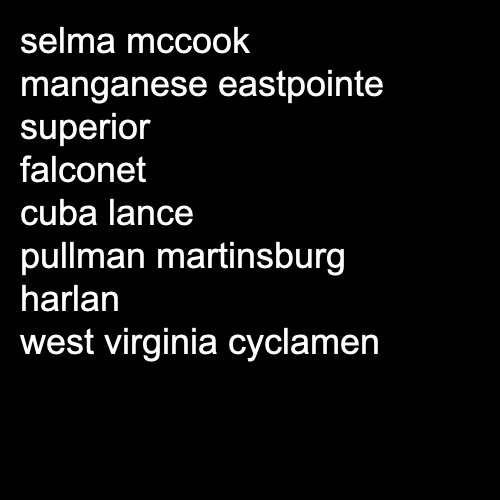 selma mccook
manganese eastpointe
superior
falconet
cuba lance
pullman martinsburg
harlan
west virginia cyclamen